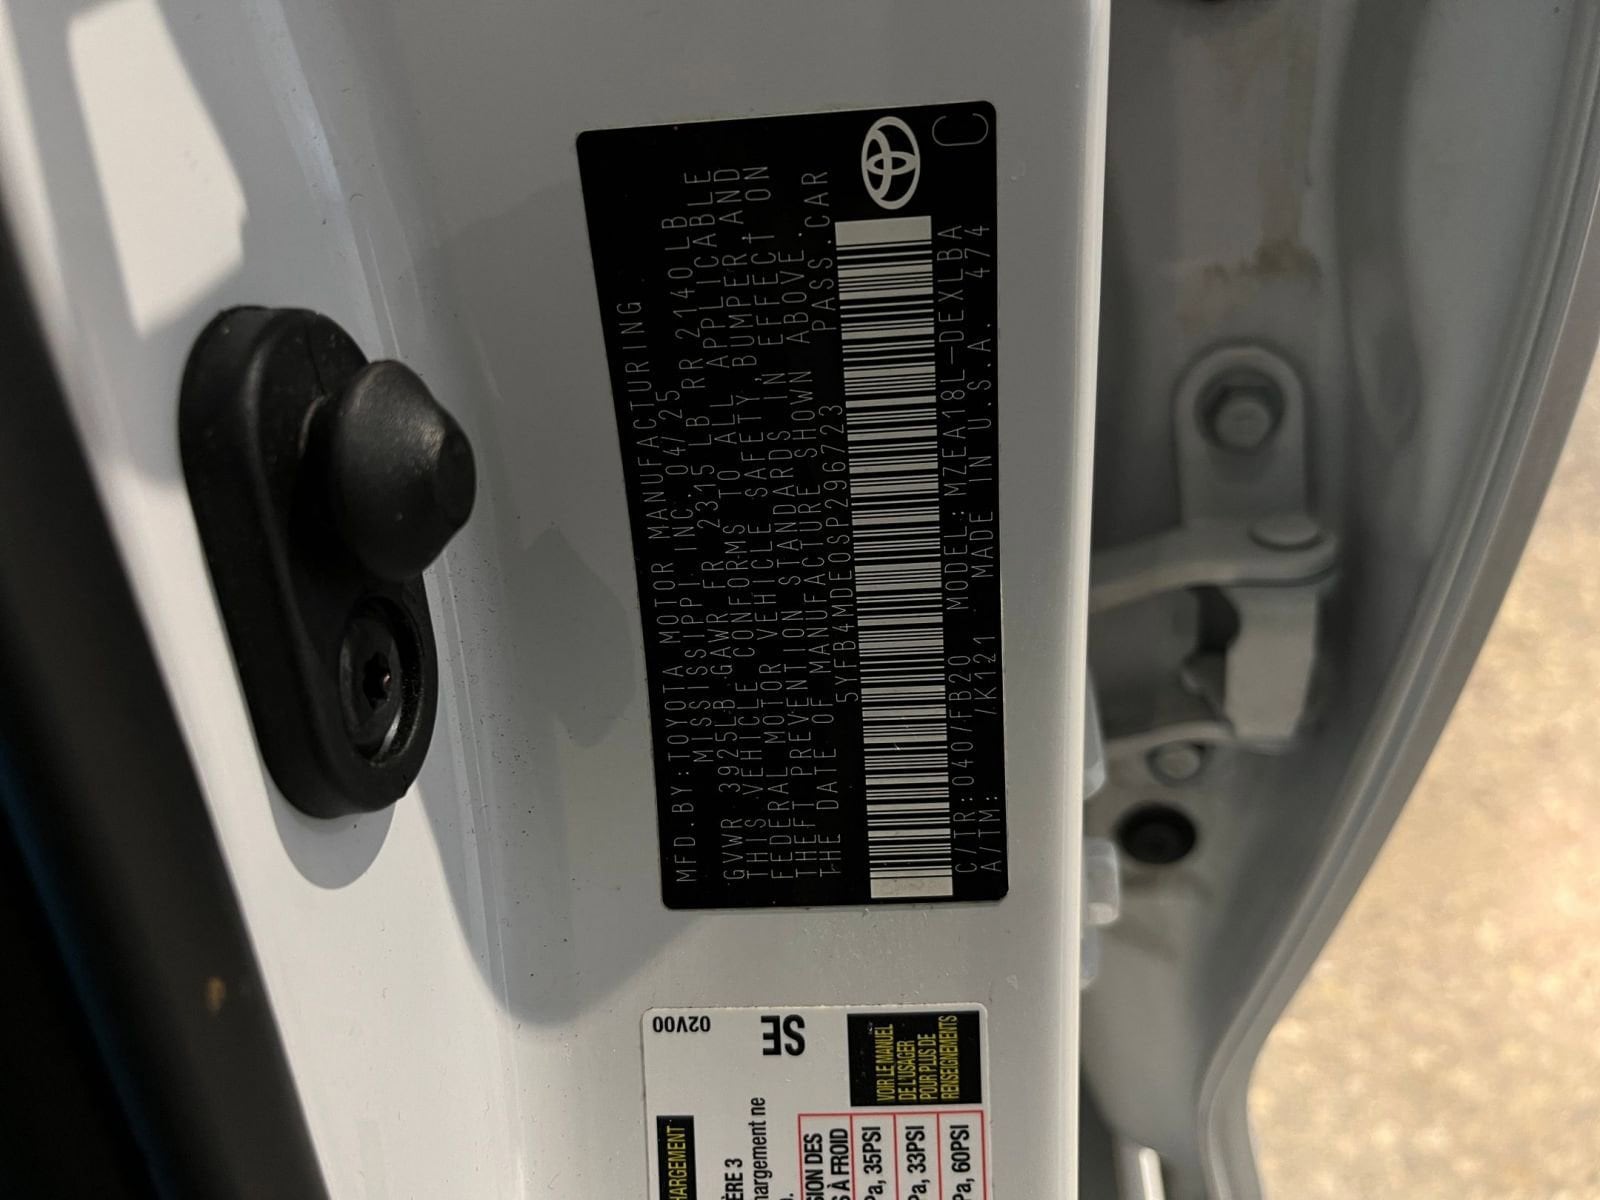 MFD.BY:TOYOTA MOTOR MANUFACTURING
MISSISSIPPI INC. 04/25
GVWR 3925LB GAWR FR 2315LB RR 2140LB
THIS VEHICLE CONFORMS TO ALL APPLICABLE
FEDERAL MOTOR VEHICLE SAFETY, BUMPER, AND
THEFT PREVENTION STANDARDS IN EFFECT ON
THE DATE OF MANUFACTURE SHOWN ABOVE.
5YFB4MDE0SP296723 PASS.CAR
C/TR:0407/FB20 MODEL:MZEA18L-DEXLBA
A/TM: /K121 MADE IN U.S.A. 474
C
02V00
SE
VOIR LE MANUEL
DE L'USAGER
POUR PLUS DE
RENSEIGNEMENTS
HARGEMENT
ÈRE 3
hargement ne
SION DES
S À FROID
Pa, 35PSI
Pa, 33PSI
Pa, 60PSI